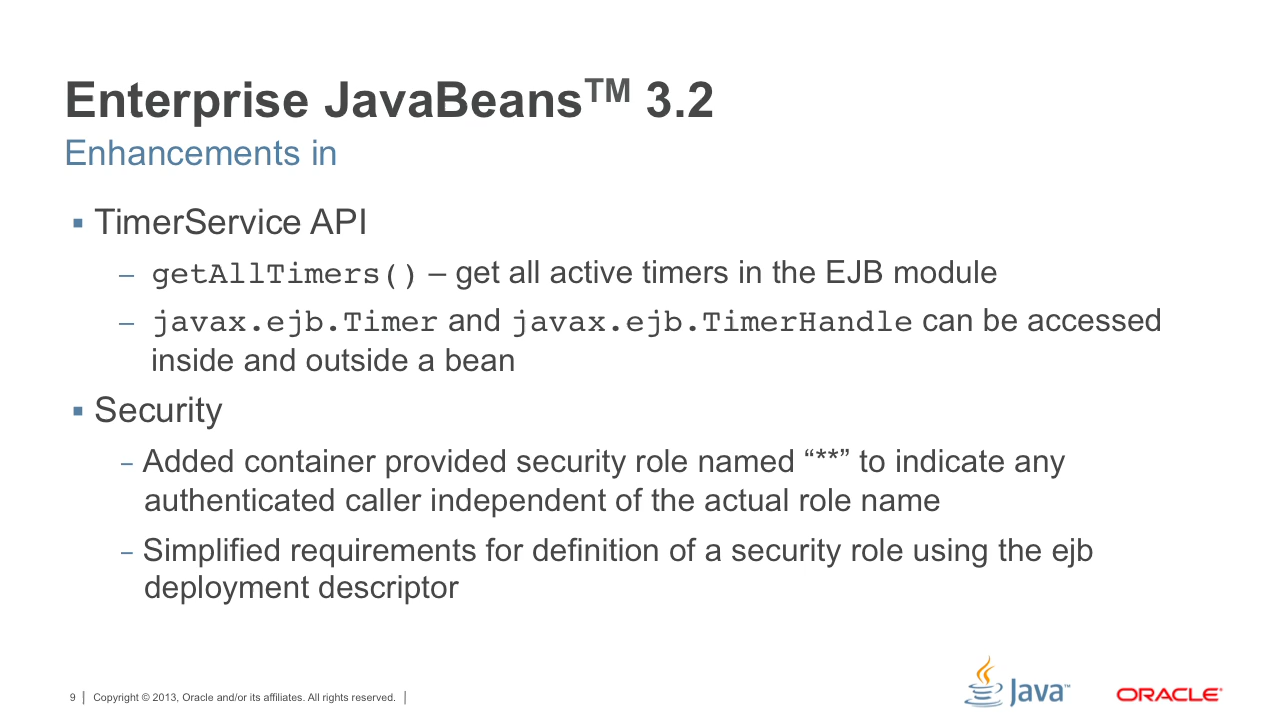 Enterprise JavaBeansTM 3.2
Enhancements in
▪ TimerService API
– getAllTimers() – get all active timers in the EJB module
– javax.ejb.Timer and javax.ejb.TimerHandle can be accessed
inside and outside a bean
▪ Security
– Added container provided security role named “**” to indicate any
authenticated caller independent of the actual role name
– Simplified requirements for definition of a security role using the ejb
deployment descriptor
9 | Copyright © 2013, Oracle and/or its affiliates. All rights reserved. |
Java™
ORACLE®